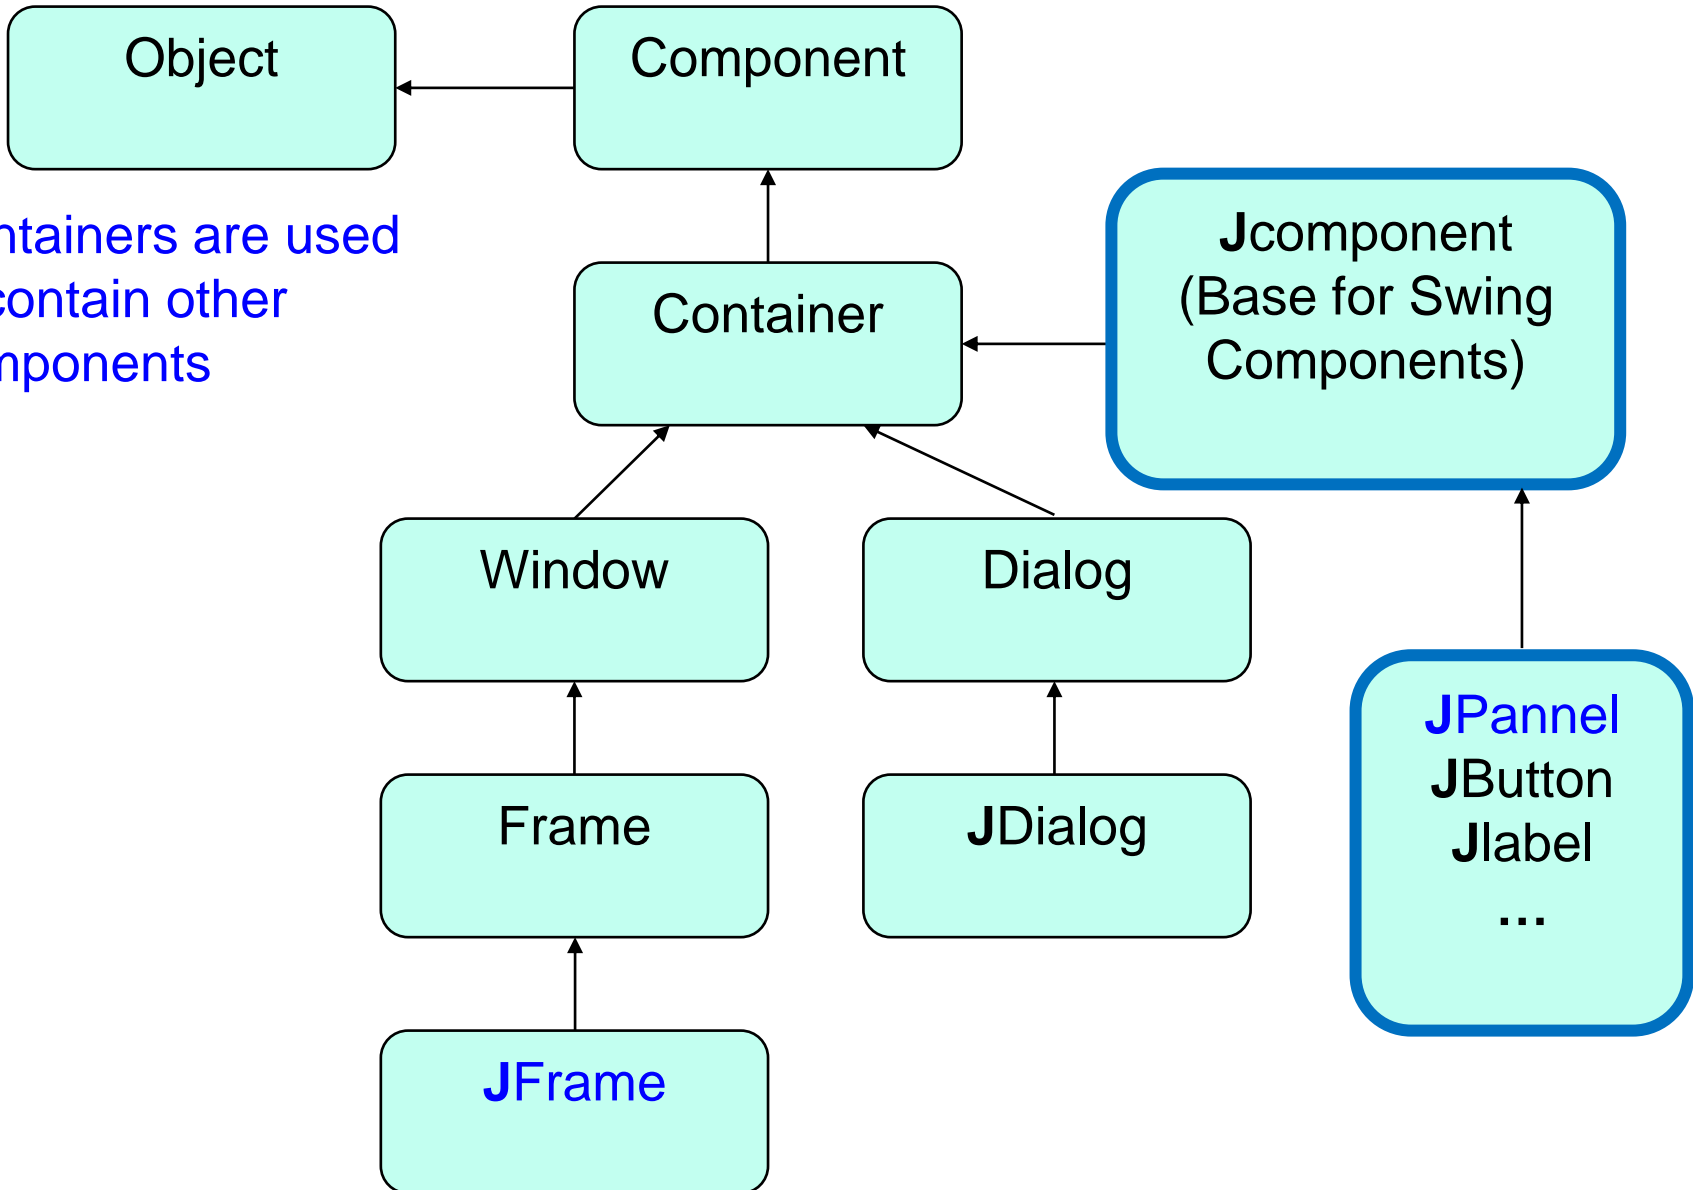 Object
Component
ntainers are used
contain other
mponents
Jcomponent
(Base for Swing
Components)
Container
Window
Dialog
JPannel
JButton
Jlabel
...
Frame
JDialog
JFrame